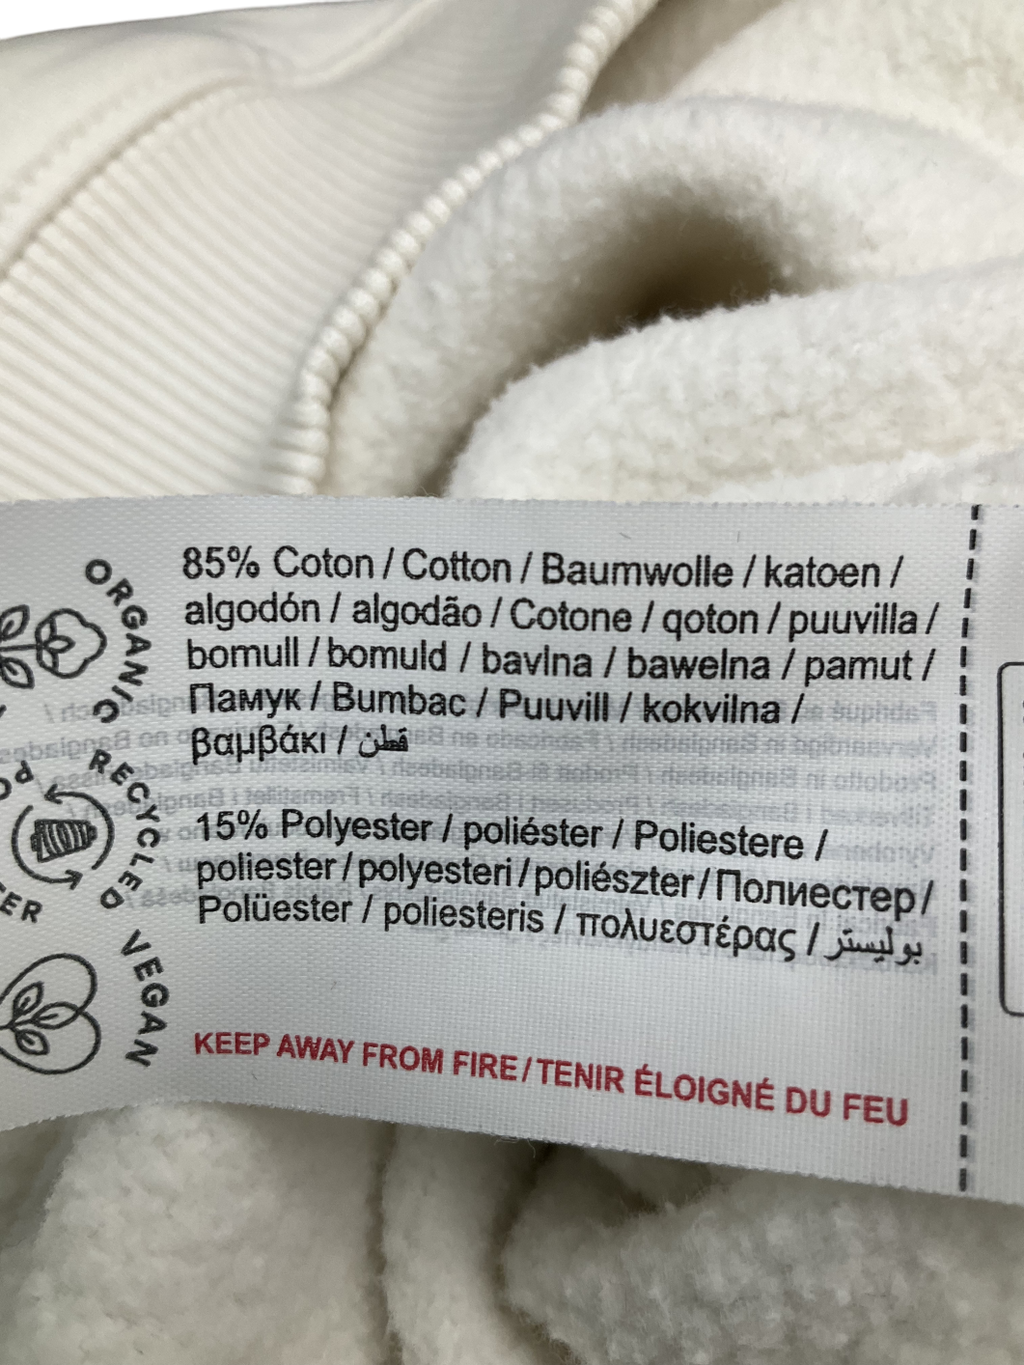 ORGANIC
85% Coton / Cotton / Baumwolle / katoen /
algodón / algodão / Cotone / qoton / puuvilla /
bomull / bomuld / bavlna / bawelna / pamut /
Памук / Bumbac / Puuvill / kokvilna /
βαμβάκι / قطن
RECYCLED
15% Polyester / poliéster / Poliestere /
poliester / polyesteri / poliészter / Полиестер /
Polüester / poliesteris / πολυεστέρας / بوليستر
VEGAN
KEEP AWAY FROM FIRE / TENIR ÉLOIGNÉ DU FEU